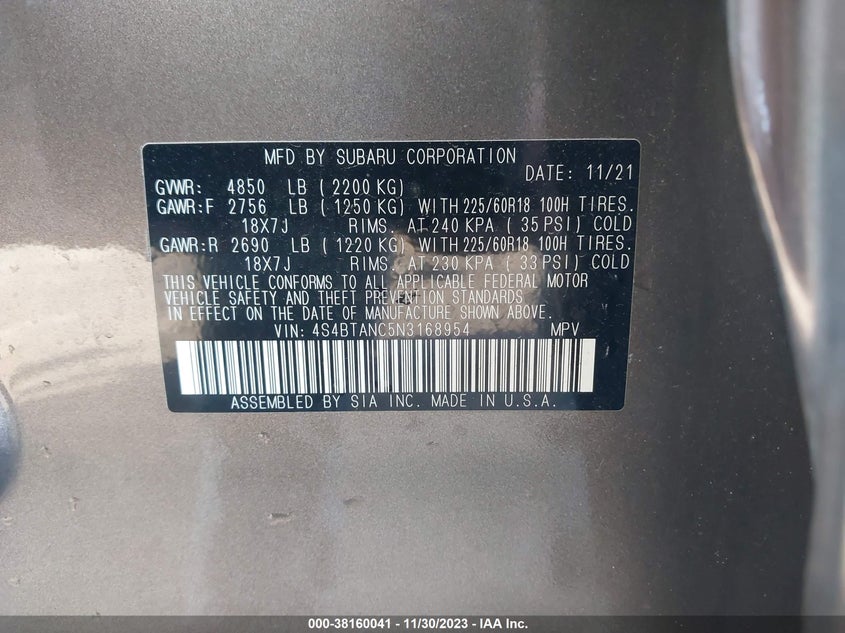 MFD BY SUBARU CORPORATION
DATE: 11/21
GVWR: 4850 LB ( 2200 KG)
GAWR:F 2756 LB ( 1250 KG) WITH 225/60R18 100H TIRES.
18X7J RIMS. AT 240 KPA ( 35 PSI) COLD
GAWR:R 2690 LB ( 1220 KG) WITH 225/60R18 100H TIRES.
18X7J RIMS. AT 230 KPA ( 33 PSI) COLD
THIS VEHICLE CONFORMS TO ALL APPLICABLE FEDERAL MOTOR
VEHICLE SAFETY AND THEFT PREVENTION STANDARDS
IN EFFECT ON THE DATE OF MANUFACTURE SHOWN ABOVE.
VIN: 4S4BTANC5N3168954 MPV
ASSEMBLED BY SIA INC. MADE IN U.S.A.
000-38160041 - 11/30/2023 - IAA Inc.